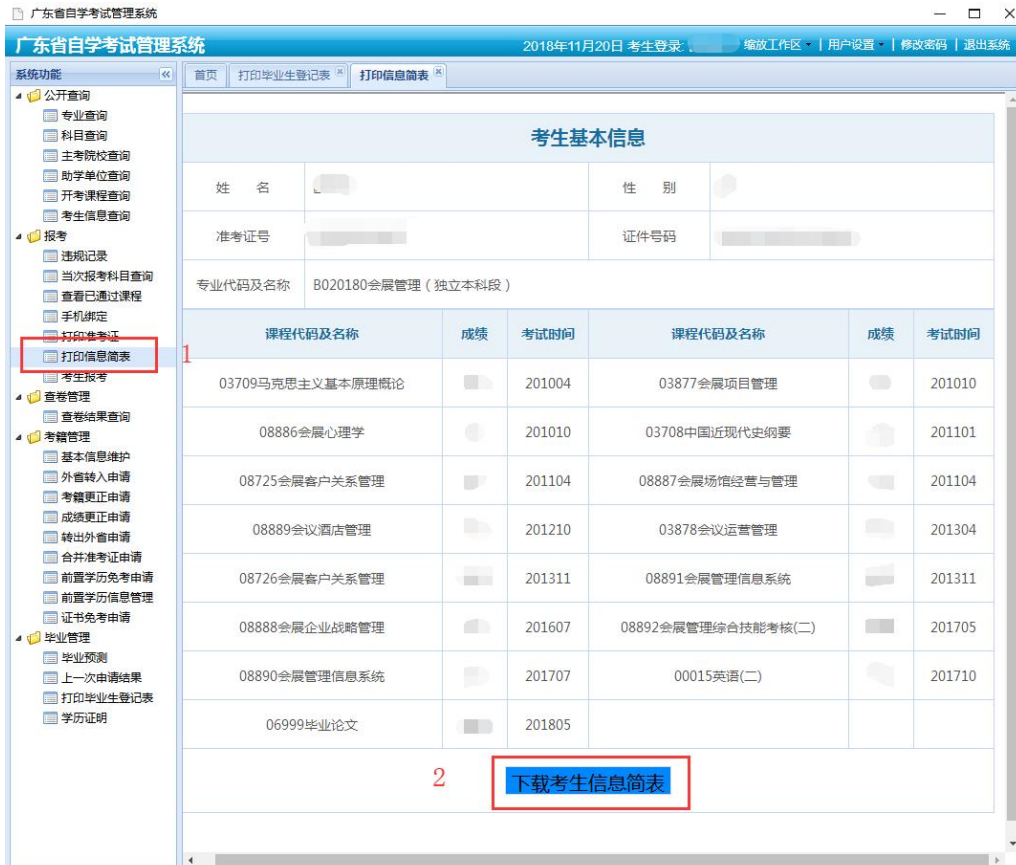 广东省自学考试管理系统
广东省自学考试管理系统
2018年11月20日 考生登录: 缩放工作区 | 用户设置 | 修改密码 | 退出系统
系统功能
首页 打印毕业生登记表 打印信息简表
公开查询
专业查询
科目查询
主考院校查询
助学单位查询
开考课程查询
考生信息查询
报考
违规记录
当次报考科目查询
查看已通过课程
手机绑定
打印准考证
打印信息简表
1
考生报考
查卷管理
查卷结果查询
考籍管理
基本信息维护
外省转入申请
考籍更正申请
成绩更正申请
转出外省申请
合并准考证申请
前置学历免考申请
前置学历信息管理
证书免考申请
毕业管理
毕业预测
上一次申请结果
打印毕业生登记表
学历证明
考生基本信息
姓 名 性 别
准考证号 证件号码
专业代码及名称 B020180会展管理(独立本科段)
课程代码及名称 成绩 考试时间 课程代码及名称 成绩 考试时间
03709马克思主义基本原理概论 201004 03877会展项目管理 201010
08886会展心理学 201010 03708中国近现代史纲要 201101
08725会展客户关系管理 201104 08887会展场馆经营与管理 201104
08889会议酒店管理 201210 03878会议运营管理 201304
08726会展客户关系管理 201311 08891会展管理信息系统 201311
08888会展企业战略管理 201607 08892会展管理综合技能考核(二) 201705
08890会展管理信息系统 201707 00015英语(二) 201710
06999毕业论文 201805
2
下载考生信息简表